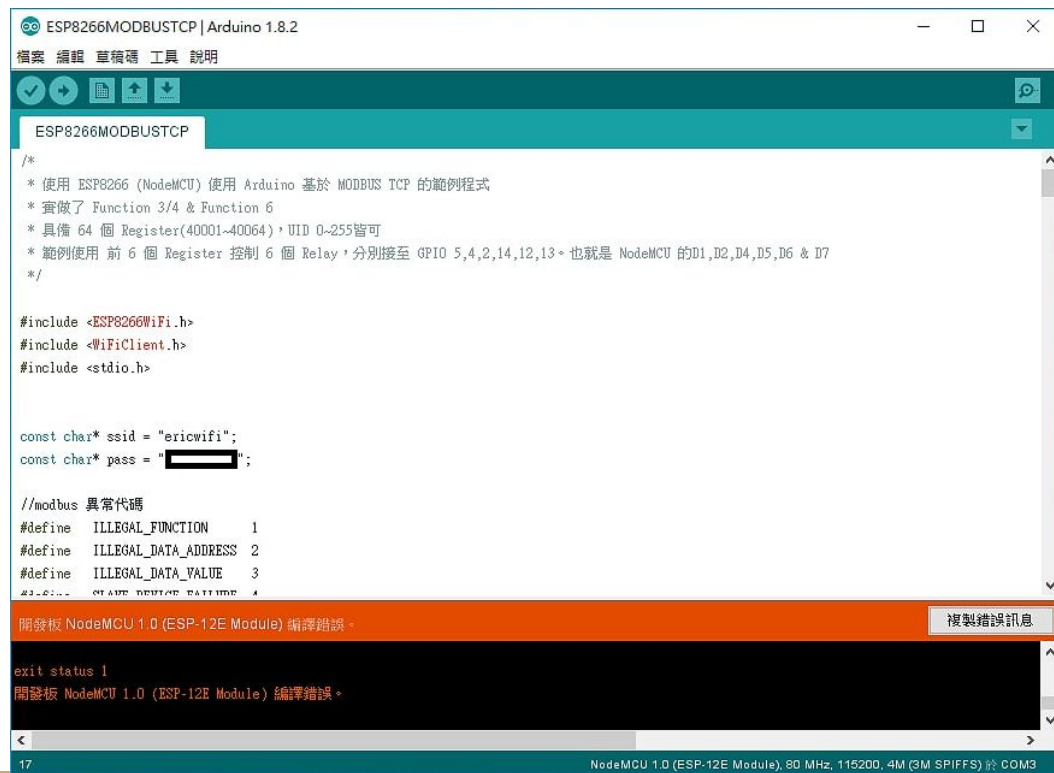 ESP8266MODBUSTCP | Arduino 1.8.2
檔案 編輯 草稿碼 工具 說明
ESP8266MODBUSTCP
/*
* 使用 ESP8266 (NodeMCU) 使用 Arduino 基於 MODBUS TCP 的範例程式
* 實做了 Function 3/4 & Function 6
* 具備 64 個 Register(40001~40064)，UID 0~255皆可
* 範例使用 前 6 個 Register 控制 6 個 Relay，分別接至 GPIO 5,4,2,14,12,13。也就是 NodeMCU 的D1,D2,D4,D5,D6 & D7
*/
#include <ESP8266WiFi.h>
#include <WiFiClient.h>
#include <stdio.h>
const char* ssid = "ericwifi";
const char* pass = "";
//modbus 異常代碼
#define ILLEGAL_FUNCTION 1
#define ILLEGAL_DATA_ADDRESS 2
#define ILLEGAL_DATA_VALUE 3
#define SLAVE_DEVICE_FAILURE 4
開發板 NodeMCU 1.0 (ESP-12E Module) 編譯錯誤。
複製錯誤訊息
exit status 1
開發板 NodeMCU 1.0 (ESP-12E Module) 編譯錯誤。
17
NodeMCU 1.0 (ESP-12E Module), 80 MHz, 115200, 4M (3M SPIFFS) 於 COM3